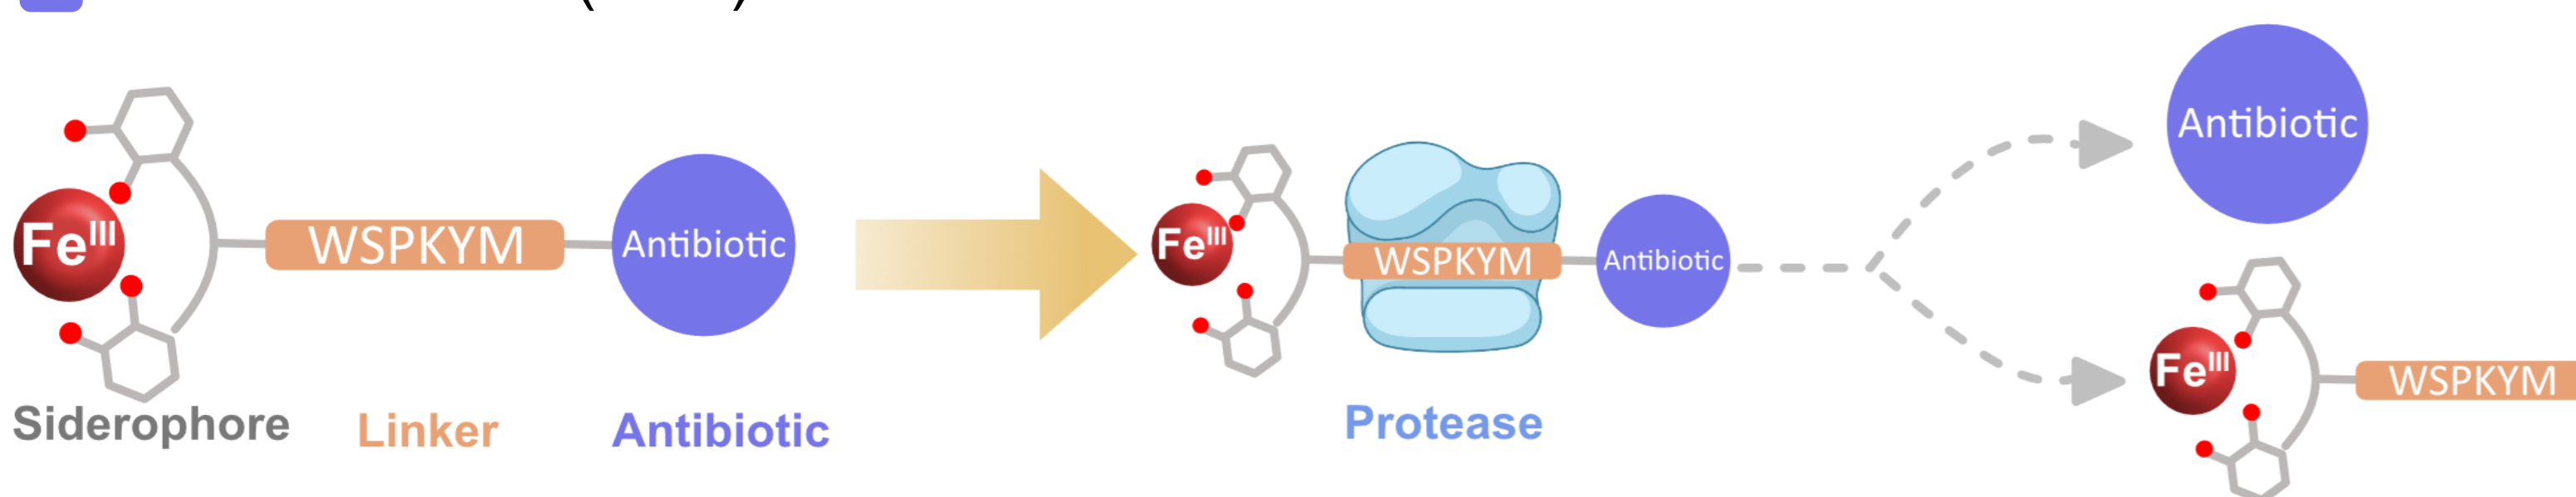 Fe^III WSPKYM Antibiotic
Siderophore Linker Antibiotic
Fe^III WSPKYM Antibiotic
Protease
Antibiotic
Fe^III WSPKYM